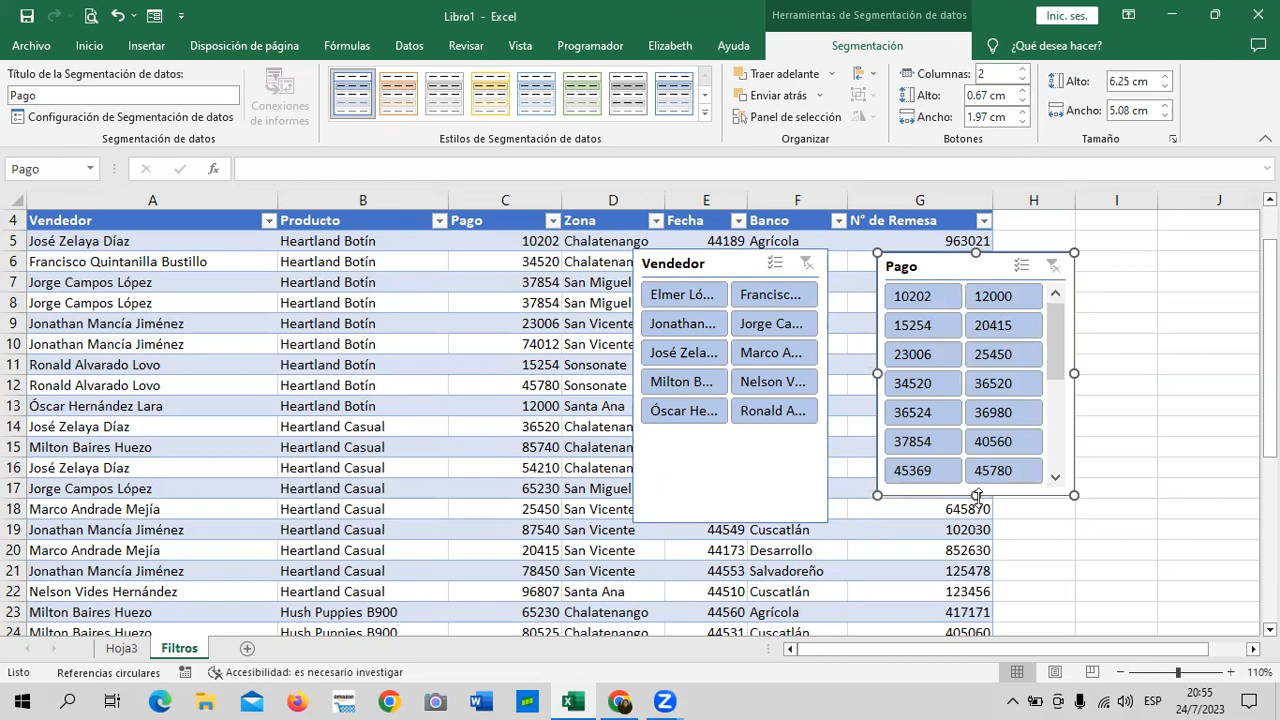 Libro1 - Excel
Herramientas de Segmentación de datos
Inic. ses.
Archivo Inicio Insertar Disposición de página Fórmulas Datos Revisar Vista Programador Elizabeth Ayuda Segmentación ¿Qué desea hacer?
Título de la Segmentación de datos:
Pago
Configuración de Segmentación de datos
Conexiones de informes
Traer adelante
Enviar atrás
Panel de selección
Columnas: 2
Alto: 0.67 cm
Ancho: 1.97 cm
Alto: 6.25 cm
Ancho: 5.08 cm
Segmentación de datos Estilos de Segmentación de datos Organizar Botones Tamaño
Pago fx
A B C D E F G H I J
4 Vendedor Producto Pago Zona Fecha Banco N° de Remesa
5 José Zelaya Díaz Heartland Botín 10202 Chalatenango 44189 Agrícola 963021
6 Francisco Quintanilla Bustillo Heartland Botín 34520 Chalatenango
7 Jorge Campos López Heartland Botín 37854 San Miguel
8 Jorge Campos López Heartland Botín 37854 San Miguel
9 Jonathan Mancía Jiménez Heartland Botín 23006 San Vicente
10 Jonathan Mancía Jiménez Heartland Botín 74012 San Vicente
11 Ronald Alvarado Lovo Heartland Botín 15254 Sonsonate
12 Ronald Alvarado Lovo Heartland Botín 45780 Sonsonate
13 Óscar Hernández Lara Heartland Botín 12000 Santa Ana
14 José Zelaya Díaz Heartland Casual 36520 Chalate
15 Milton Baires Huezo Heartland Casual 85740 Chalate
16 José Zelaya Díaz Heartland Casual 54210 Chalate
17 Jorge Campos López Heartland Casual 65230 San Miguel
18 Marco Andrade Mejía Heartland Casual 25450 San Vicente 645870
19 Jonathan Mancía Jiménez Heartland Casual 87540 San Vicente 44549 Cuscatlán 102030
20 Marco Andrade Mejía Heartland Casual 20415 San Vicente 44173 Desarrollo 852630
21 Jonathan Mancía Jiménez Heartland Casual 78450 San Vicente 44553 Salvadoreño 125478
22 Nelson Vides Hernández Heartland Casual 96807 Santa Ana 44510 Cuscatlán 123456
23 Milton Baires Huezo Hush Puppies B900 65230 Chalatenango 44560 Agrícola 417171
24 Milton Baires Huezo Hush Puppies B900 80525 Chalatenango 44531 Cuscatlán 405060
Vendedor
Elmer Ló... Francisc...
Jonathan... Jorge Ca...
José Zela... Marco A...
Milton B... Nelson V...
Óscar He... Ronald A...
Pago
10202 12000
15254 20415
23006 25450
34520 36520
36524 36980
37854 40560
45369 45780
Hoja3 Filtros
Listo Referencias circulares Accesibilidad: es necesario investigar 110%
ESP 20:55
24/7/2023